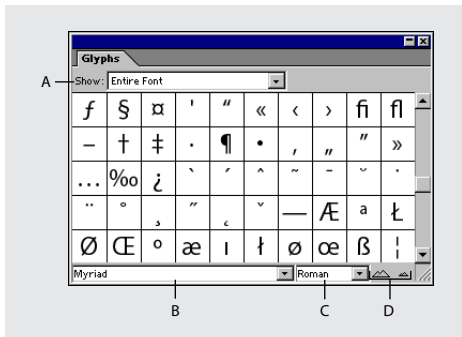 Glyphs
A Show: Entire Font
ƒ § ¤ ' " « ‹ › fi fl
– † ‡ · ¶ • ‚ „ ” »
… ‰ ¿ ` ´ ˆ ˜ ¯ ˘ ˙
¨ ° ¸ ˝ ˛ ˇ — Æ ª Ł
Ø Œ º æ ı ł ø œ ß ¦
Myriad Roman
B C D